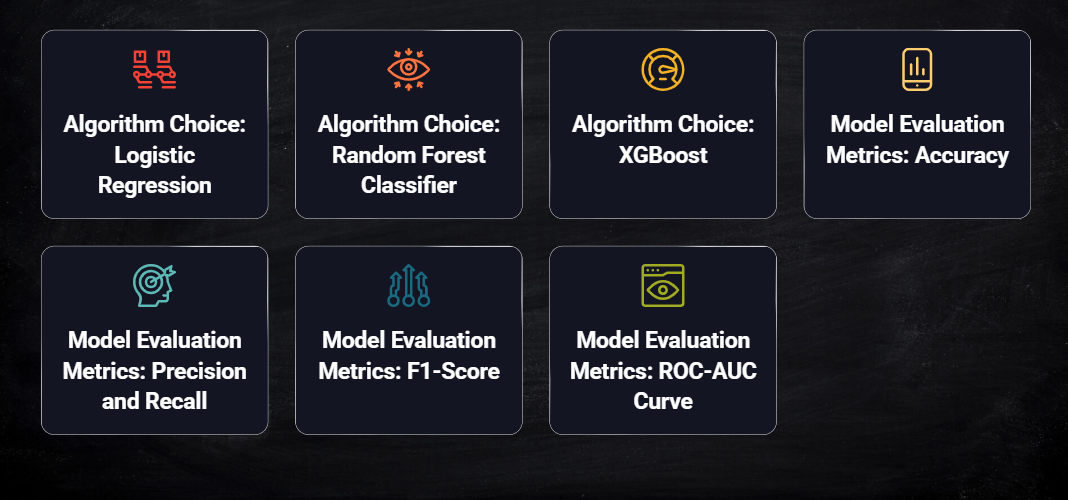 Algorithm Choice:
Logistic
Regression
Algorithm Choice:
Random Forest
Classifier
Algorithm Choice:
XGBoost
Model Evaluation
Metrics: Accuracy
Model Evaluation
Metrics: Precision
and Recall
Model Evaluation
Metrics: F1-Score
Model Evaluation
Metrics: ROC-AUC
Curve